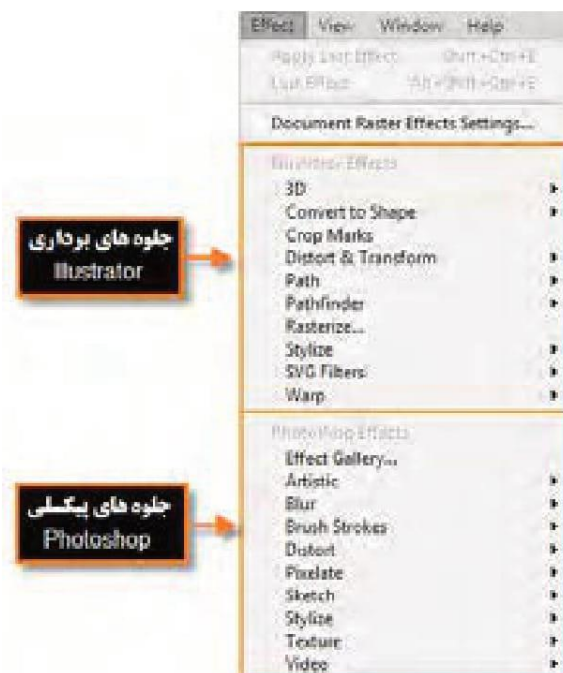 Effect View Window Help
Apply Last Effect Shift+Ctrl+E
Last Effect Alt+Shift+Ctrl+E
Document Raster Effects Settings...
Illustrator Effects
3D
Convert to Shape
Crop Marks
Distort & Transform
Path
Pathfinder
Rasterize...
Stylize
SVG Filters
Warp
جلوه های برداری
Illustrator
Photoshop Effects
Effect Gallery...
Artistic
Blur
Brush Strokes
Distort
Pixelate
Sketch
Stylize
Texture
Video
جلوه های پیکسلی
Photoshop